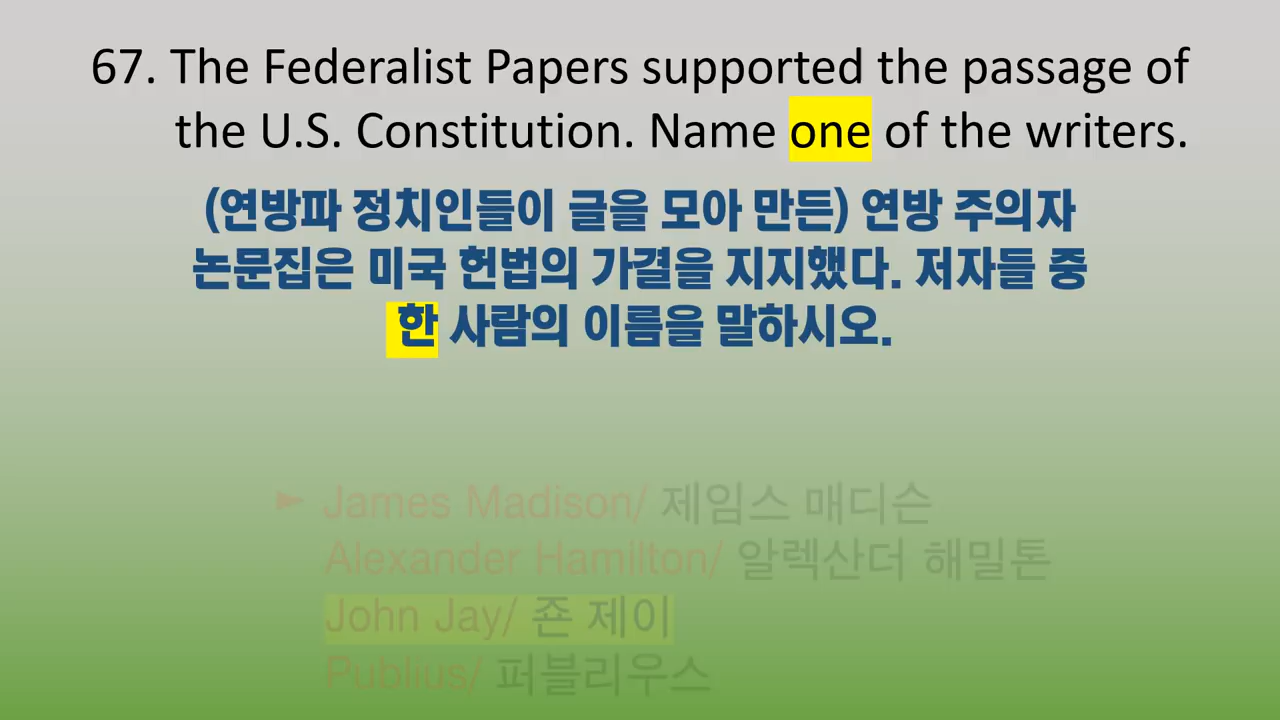 67. The Federalist Papers supported the passage of
the U.S. Constitution. Name one of the writers.
(연방파 정치인들이 글을 모아 만든) 연방 주의자
논문집은 미국 헌법의 가결을 지지했다. 저자들 중
한 사람의 이름을 말하시오.
► James Madison/ 제임스 매디슨
Alexander Hamilton/ 알렉산더 해밀톤
John Jay/ 죤 제이
Publius/ 퍼블리우스